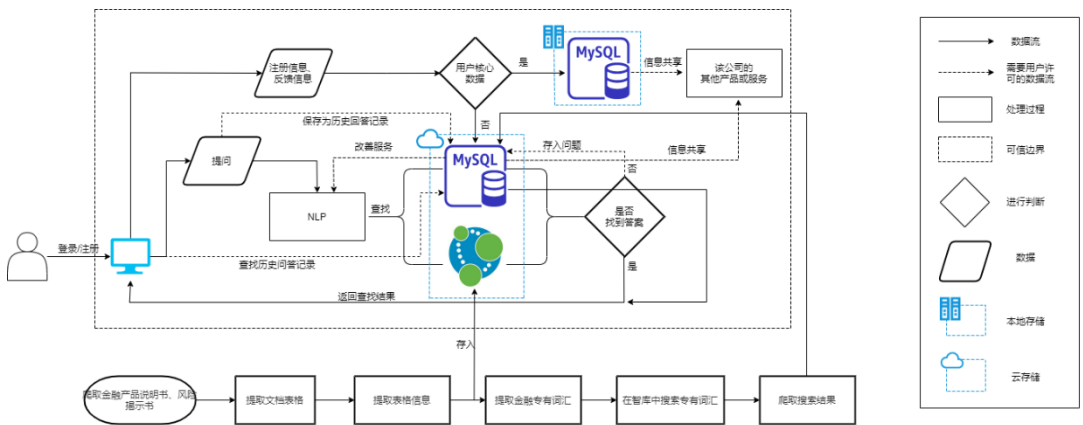 注册信息、
反馈信息
用户核心
数据
是
MySQL
信息共享
该公司的
其他产品或服务
否
保存为历史回答记录
提问
改善服务
MySQL
存入问题
信息共享
否
NLP
查找
是否
找到答案
登录/注册
查找历史问答记录
是
返回查找结果
存入
爬取金融产品说明书、风险
揭示书
提取文档表格
提取表格信息
提取金融专有词汇
在智库中搜索专有词汇
爬取搜索结果
数据流
需要用户许
可的数据流
处理过程
可信边界
进行判断
数据
本地存储
云存储